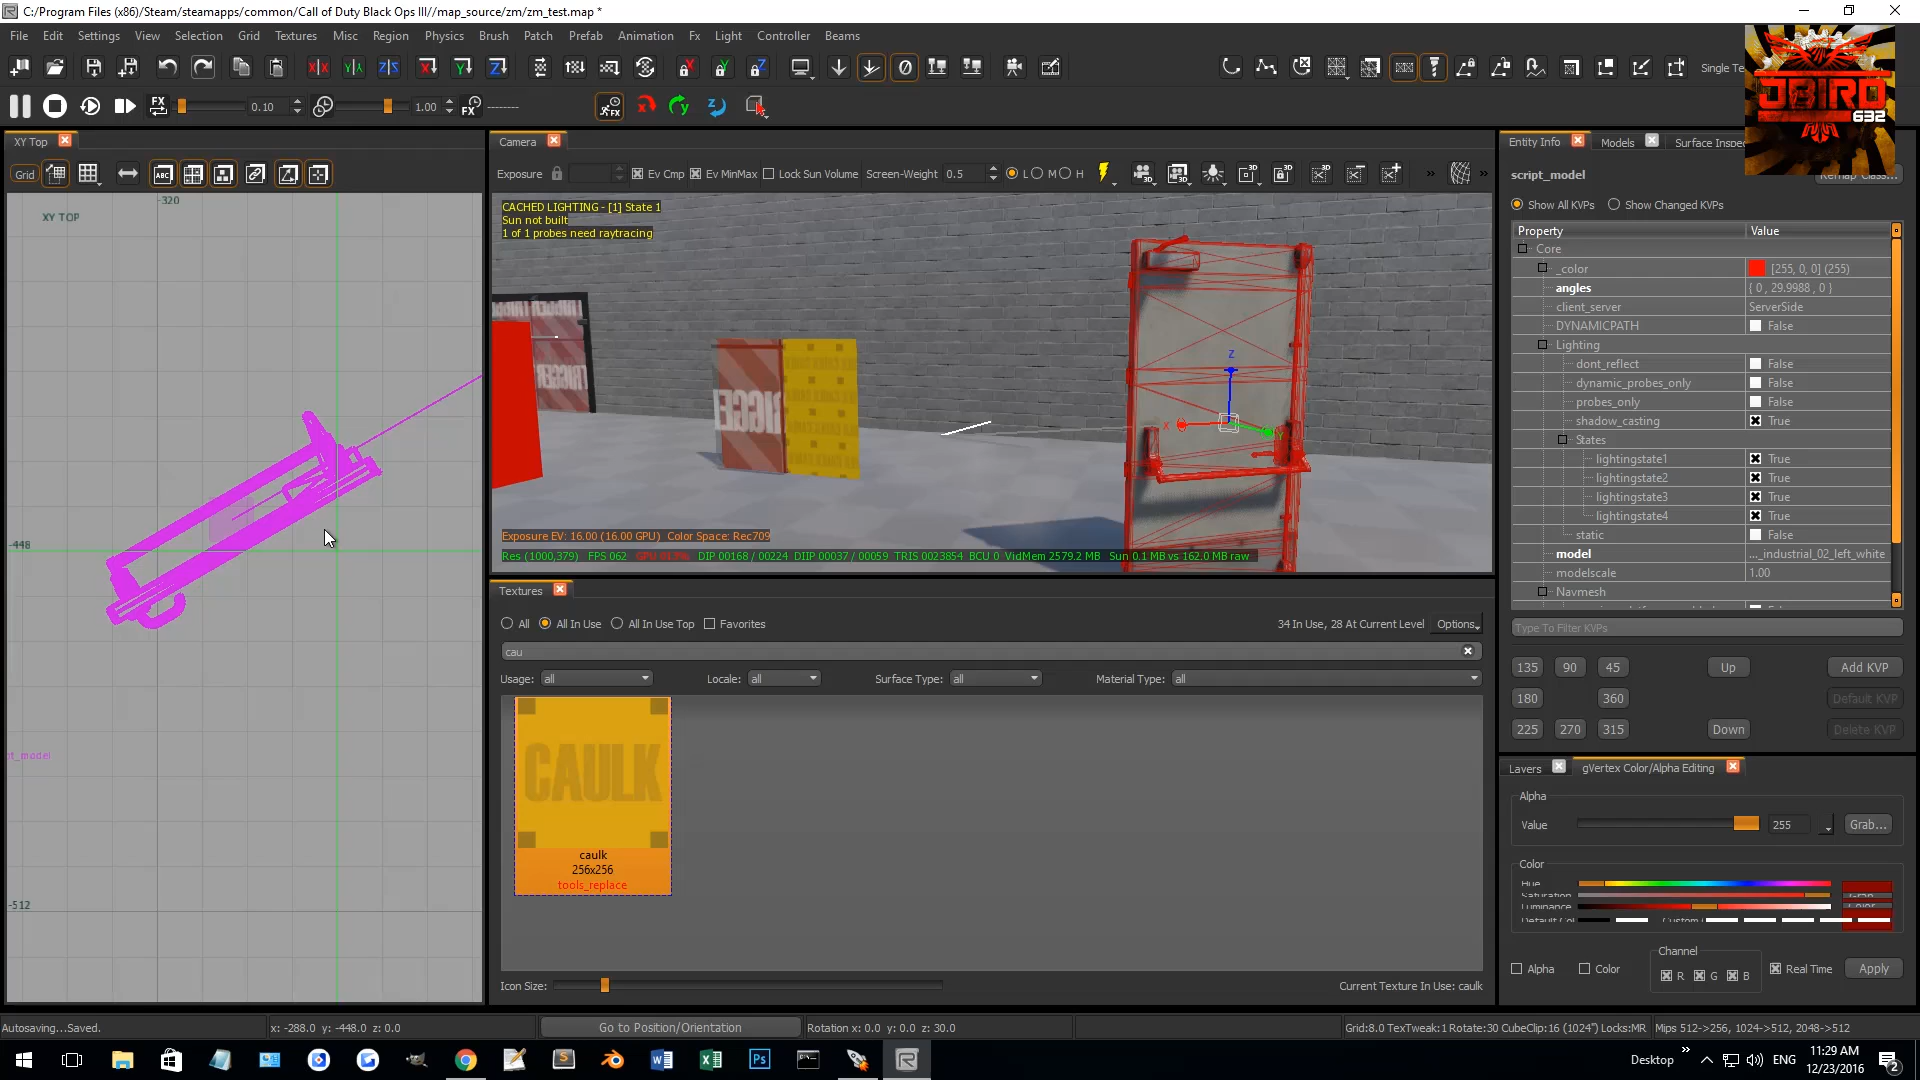 C:/Program Files (x86)/Steam/steamapps/common/Call of Duty Black Ops III//map_source/zm/zm_test.map *
File Edit Settings View Selection Grid Textures Misc Region Physics Brush Patch Prefab Animation Fx Light Controller Beams
Single Te
JBIRD
632
FX 0.10 1.00 FX
XY Top
Camera
Entity Info Models Surface Inspec
Grid
Exposure Ev Cmp Ev MinMax Lock Sun Volume Screen-Weight 0.5 L M H
script_model
Remap Class...
XY TOP
-320
CACHED LIGHTING - [1] State 1
Sun not built
1 of 1 probes need raytracing
Show All KVPs Show Changed KVPs
Property Value
Core
_color [255, 0, 0] (255)
angles { 0 , 29.9988 , 0 }
client_server ServerSide
DYNAMICPATH False
Lighting
dont_reflect False
dynamic_probes_only False
probes_only False
shadow_casting True
States
lightingstate1 True
lightingstate2 True
lightingstate3 True
lightingstate4 True
static False
model ..._industrial_02_left_white
modelscale 1.00
Navmesh
Z
X
Y
-448
Exposure EV: 16.00 (16.00 GPU) Color Space: Rec709
Res (1000,379) FPS 062 DIP 00168 / 00224 DIIP 00037 / 00059 TRIS 0023854 BCU 0 VidMem 2579.2 MB Sun 0.1 MB vs 162.0 MB raw
Textures
All All In Use All In Use Top Favorites 34 In Use, 28 At Current Level Options
cau
Usage: all Locale: all Surface Type: all Material Type: all
CAULK
caulk
256x256
tools_replace
Type To Filter KVPs
135 90 45 Up Add KVP
180 360 Default KVP
225 270 315 Down Delete KVP
-512
Layers gVertex Color/Alpha Editing
Alpha
Value 255 Grab...
Color
Hue
Saturation
Luminance
Channel
Alpha Color R G B Real Time Apply
Icon Size: Current Texture In Use: caulk
Autosaving...Saved. x: -288.0 y: -448.0 z: 0.0 Go to Position/Orientation Rotation x: 0.0 y: 0.0 z: 30.0 Grid:8.0 TexTweak:1 Rotate:30 CubeClip:16 (1024") Locks:MR Mips 512->256, 1024->512, 2048->512
Desktop ENG 11:29 AM
12/23/2016
2